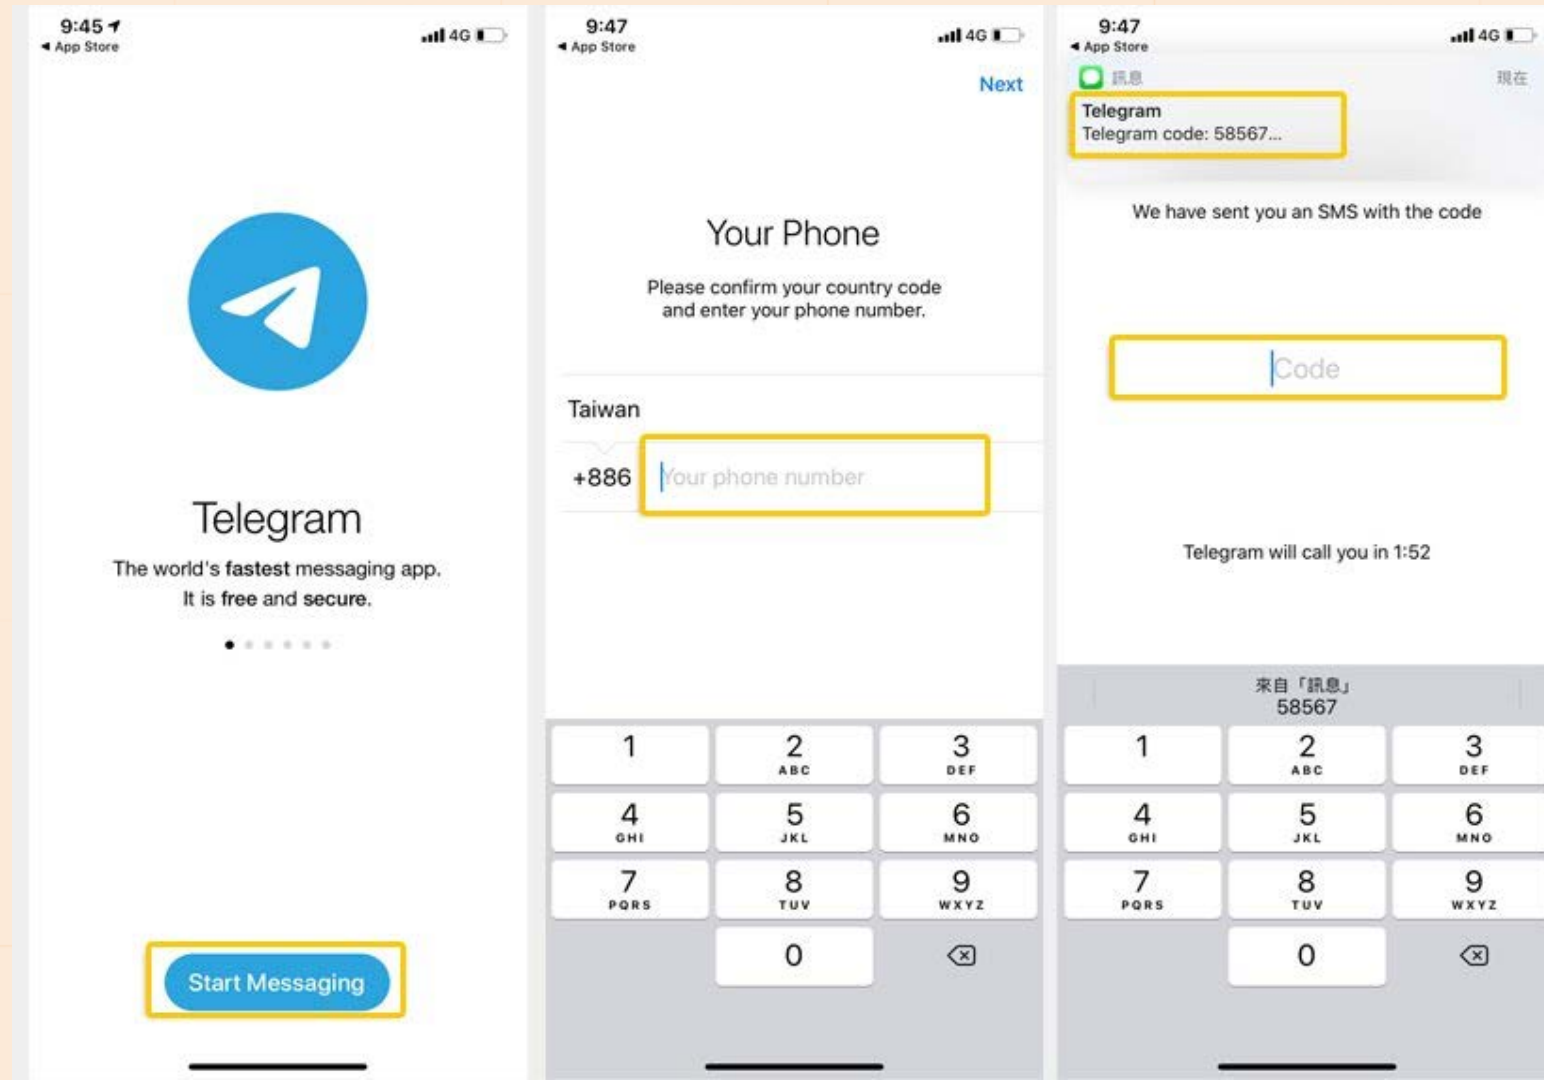 9:45
◀ App Store
4G
Telegram
The world's fastest messaging app.
It is free and secure.
Start Messaging
9:47
◀ App Store
4G
Next
Your Phone
Please confirm your country code
and enter your phone number.
Taiwan
+886 Your phone number
1 2 3
ABC DEF
4 5 6
GHI JKL MNO
7 8 9
PQRS TUV WXYZ
0
9:47
◀ App Store
4G
訊息 現在
Telegram
Telegram code: 58567...
We have sent you an SMS with the code
Code
Telegram will call you in 1:52
來自「訊息」
58567
1 2 3
ABC DEF
4 5 6
GHI JKL MNO
7 8 9
PQRS TUV WXYZ
0